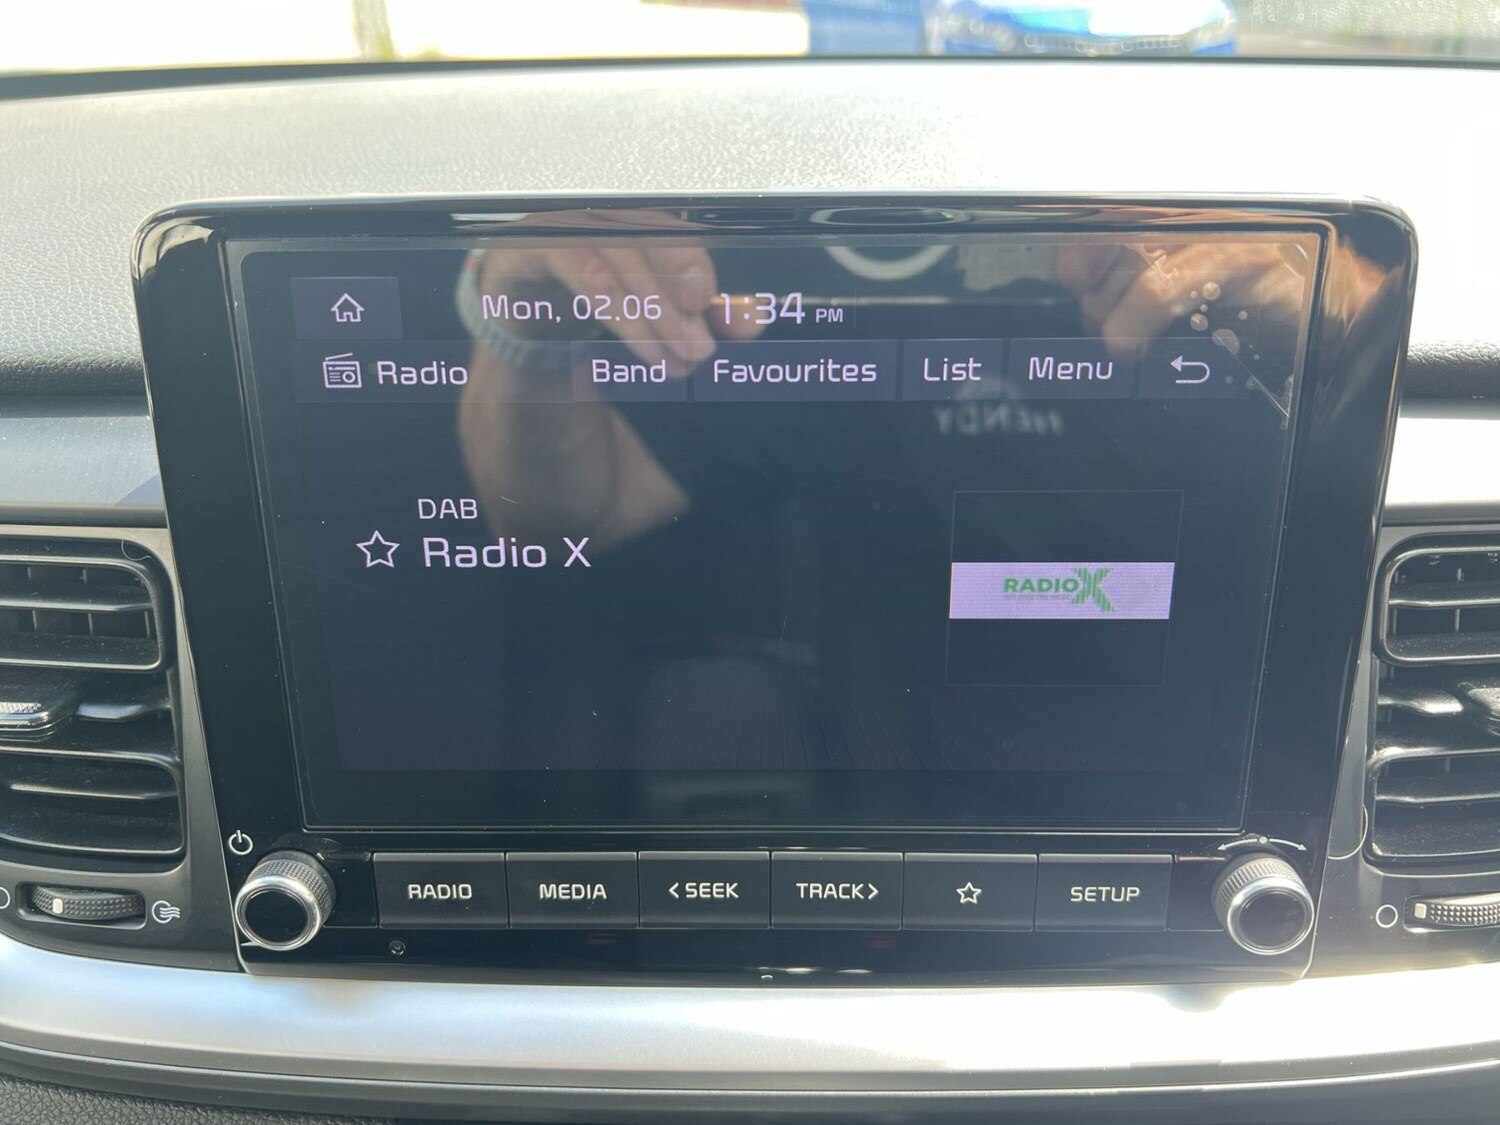 Mon, 02.06 1:34 PM
Radio Band Favourites List Menu
HENDY
DAB
Radio X
RADIO X
RADIO MEDIA <SEEK TRACK> SETUP